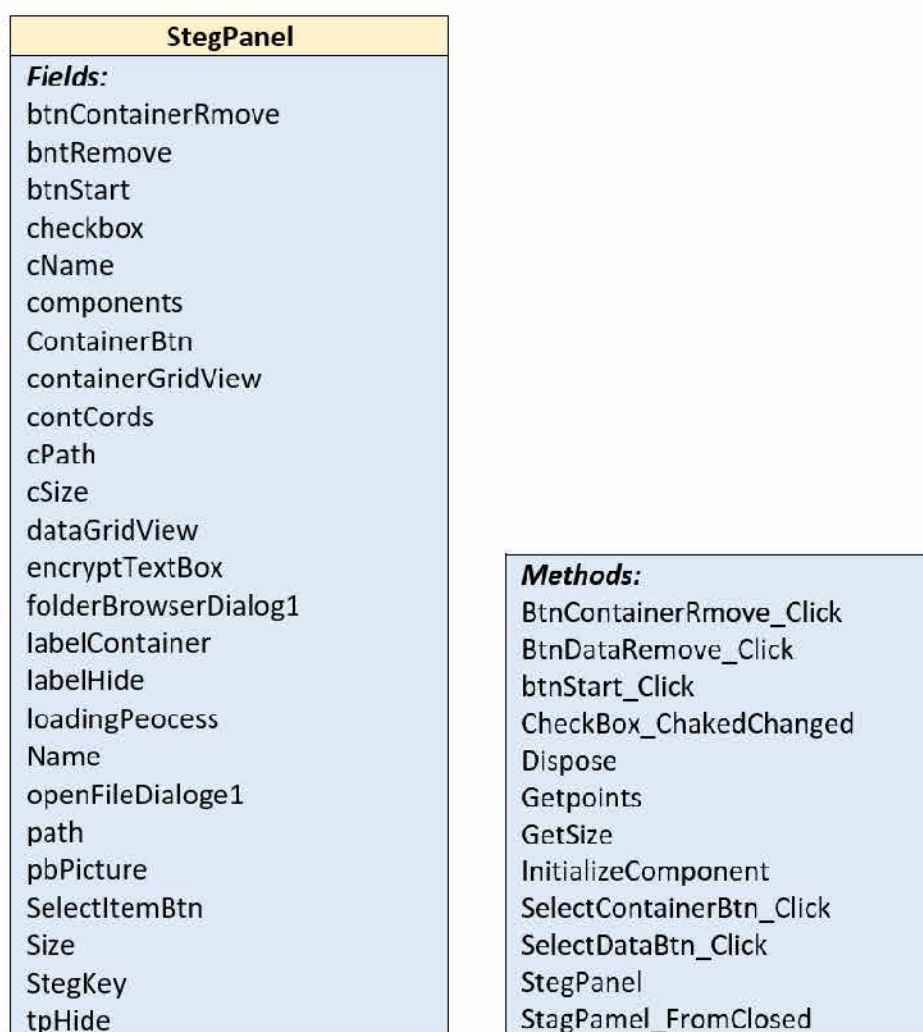 StegPanel
Fields:
btnContainerRmove
bntRemove
btnStart
checkbox
cName
components
ContainerBtn
containerGridView
contCords
cPath
cSize
dataGridView
encryptTextBox
folderBrowserDialog1
labelContainer
labelHide
loadingPeocess
Name
openFileDialoge1
path
pbPicture
SelectItemBtn
Size
StegKey
tpHide
Methods:
BtnContainerRmove_Click
BtnDataRemove_Click
btnStart_Click
CheckBox_ChakedChanged
Dispose
Getpoints
GetSize
InitializeComponent
SelectContainerBtn_Click
SelectDataBtn_Click
StegPanel
StagPamel_FromClosed